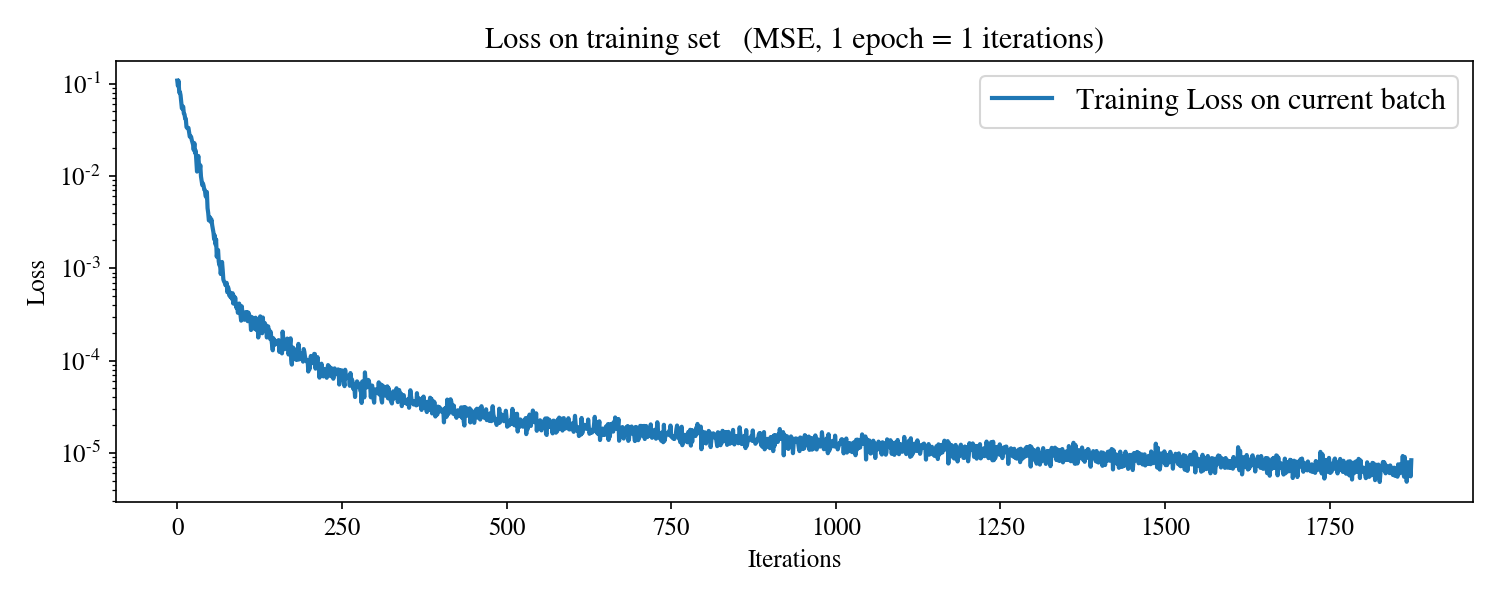 Loss on training set (MSE, 1 epoch = 1 iterations)
Training Loss on current batch
Loss
10-1
10-2
10-3
10-4
10-5
0 250 500 750 1000 1250 1500 1750
Iterations